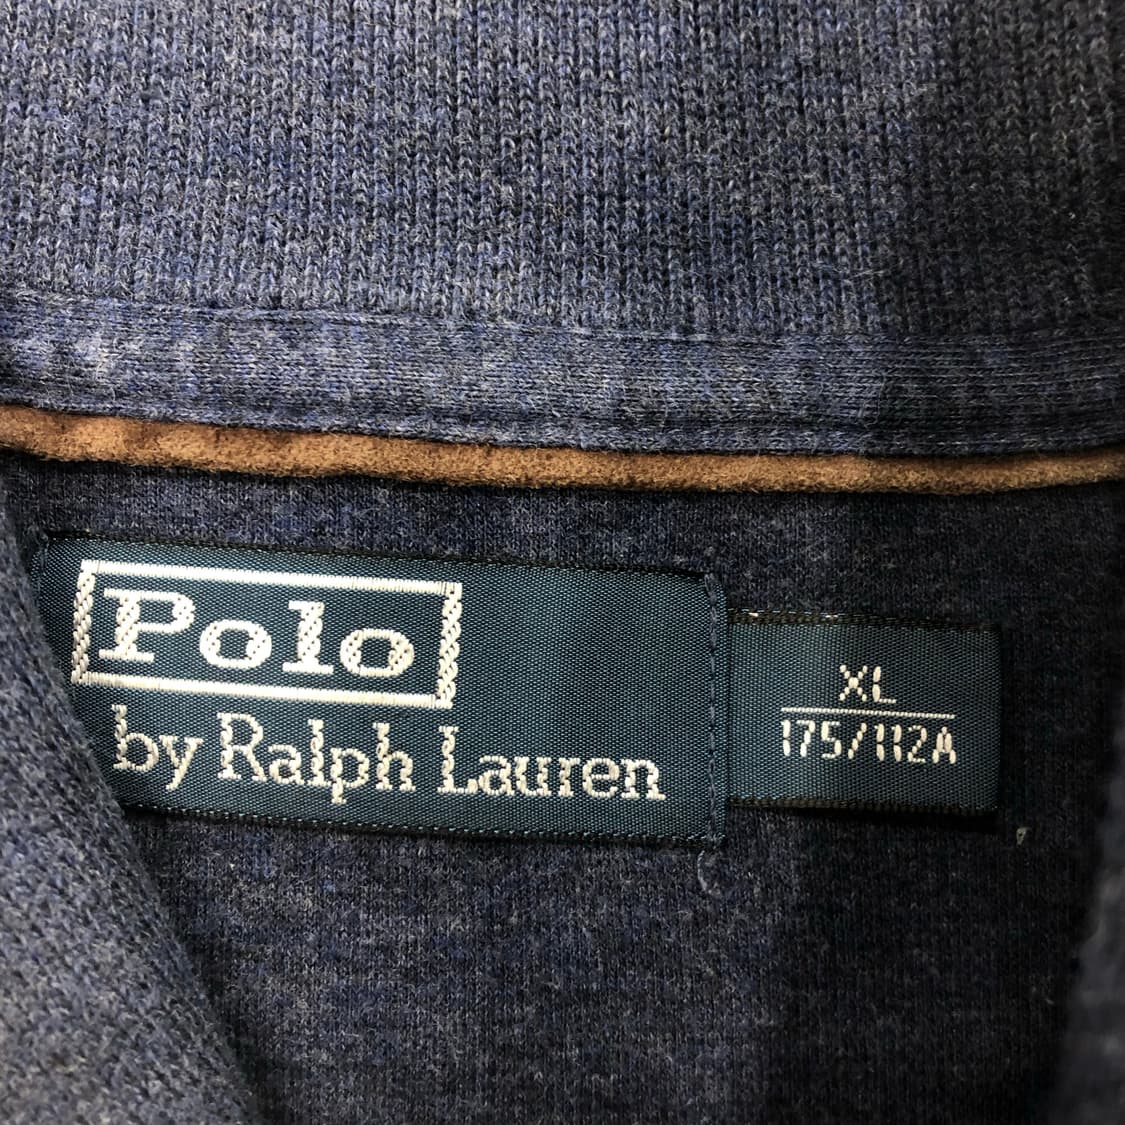 Polo
by Ralph Lauren
XL
175/112A